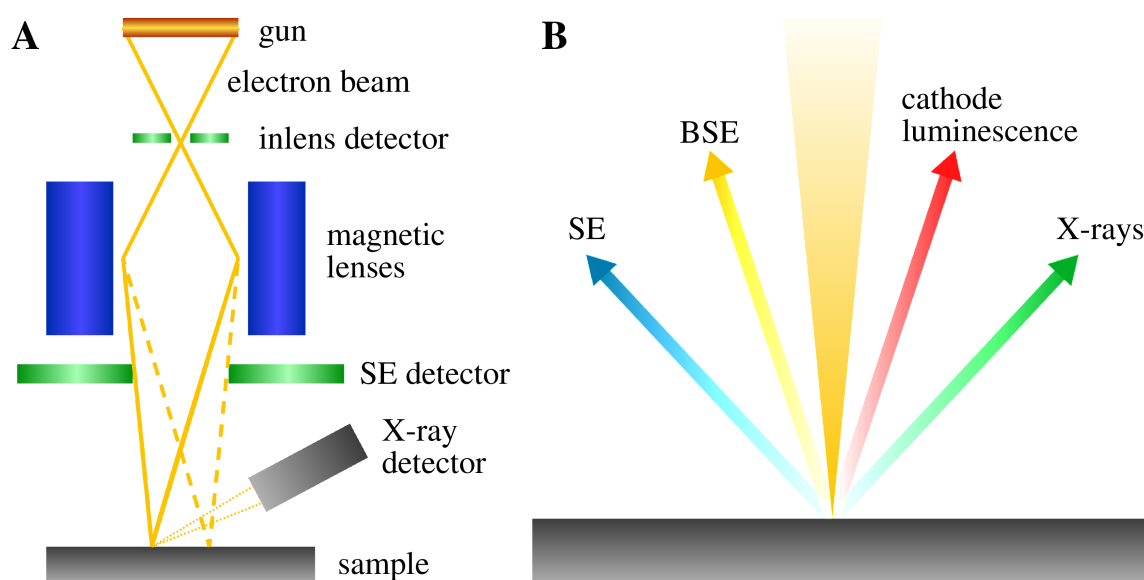 A
gun
electron beam
inlens detector
magnetic
lenses
SE detector
X-ray
detector
sample
B
cathode
luminescence
BSE
SE
X-rays